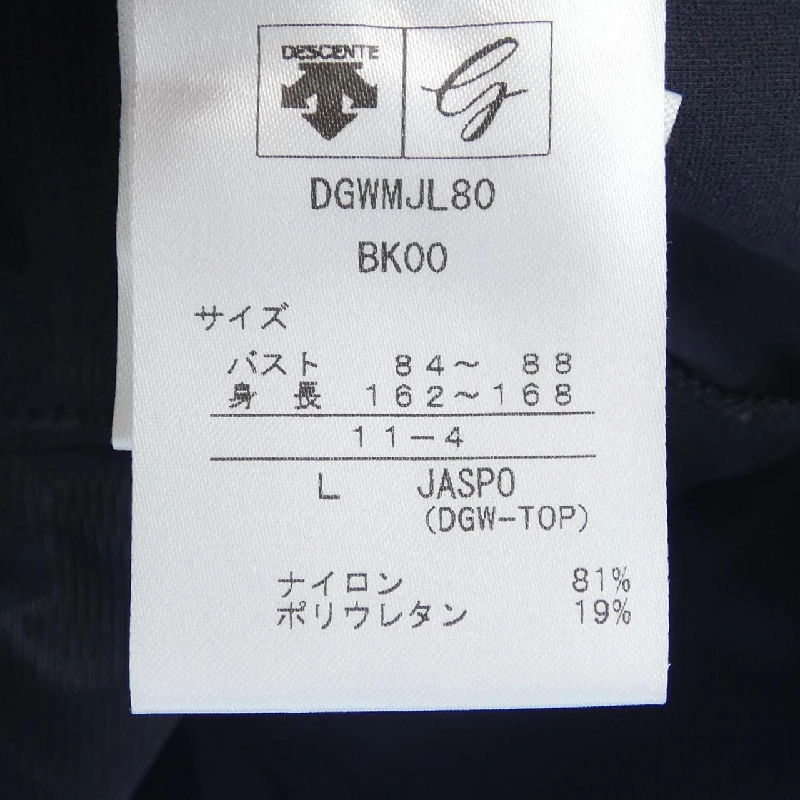 DESCENTE G
DGWMJL80
BK00
サイズ
バスト 84〜 88
身 長 162〜168
11-4
L JASPO
(DGW-TOP)
ナイロン 81%
ポリウレタン 19%